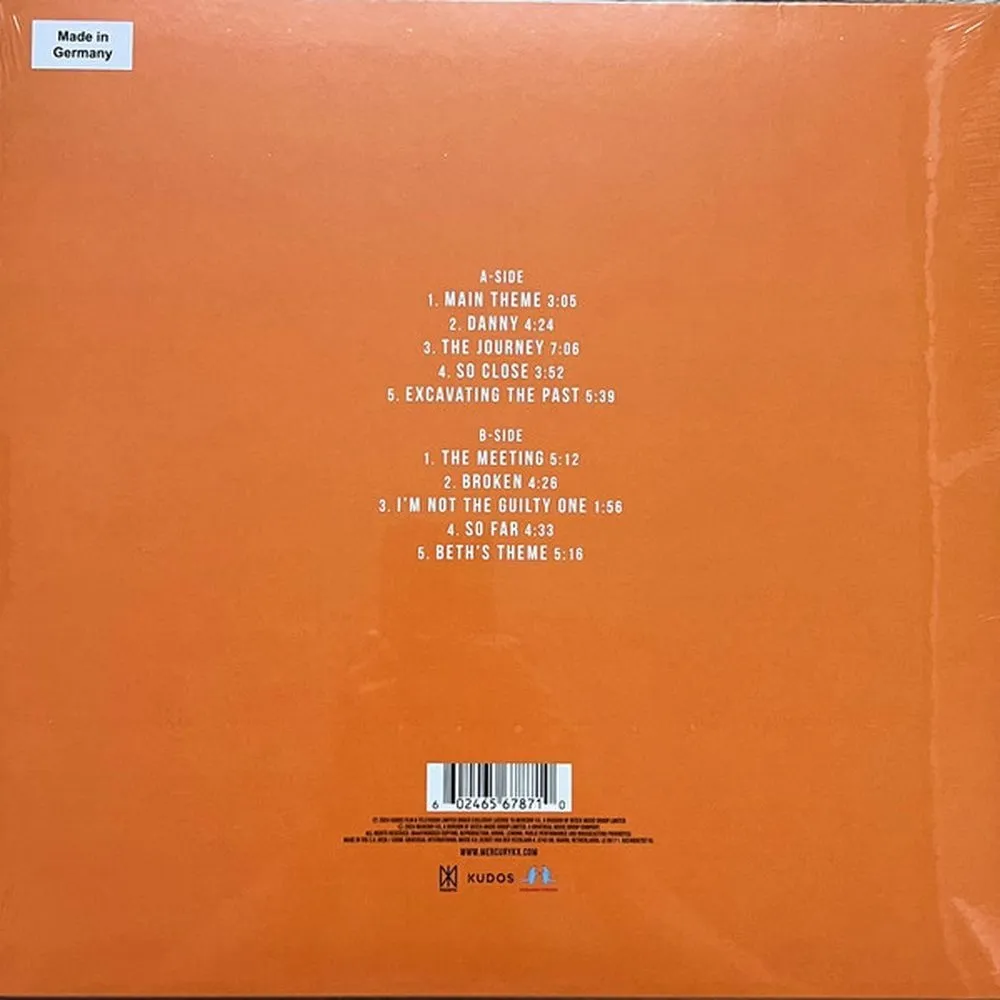 Made in
Germany
A-SIDE
1. MAIN THEME 3:05
2. DANNY 4:24
3. THE JOURNEY 7:06
4. SO CLOSE 3:52
5. EXCAVATING THE PAST 5:39
B-SIDE
1. THE MEETING 5:12
2. BROKEN 4:26
3. I'M NOT THE GUILTY ONE 1:56
4. SO FAR 4:33
5. BETH'S THEME 5:16
6 02465 67871 0
WWW.MERCURYKX.COM
KUDOS